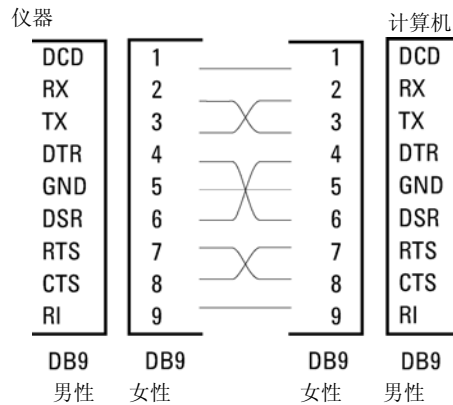 仪器 计算机
DCD 1 1 DCD
RX 2 2 RX
TX 3 3 TX
DTR 4 4 DTR
GND 5 5 GND
DSR 6 6 DSR
RTS 7 7 RTS
CTS 8 8 CTS
RI 9 9 RI
DB9 DB9 DB9 DB9
男性 女性 女性 男性